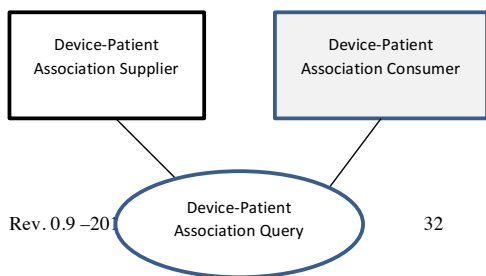 Device-Patient
Association Supplier
Device-Patient
Association Consumer
Device-Patient
Association Query
Rev. 0.9 –201
32